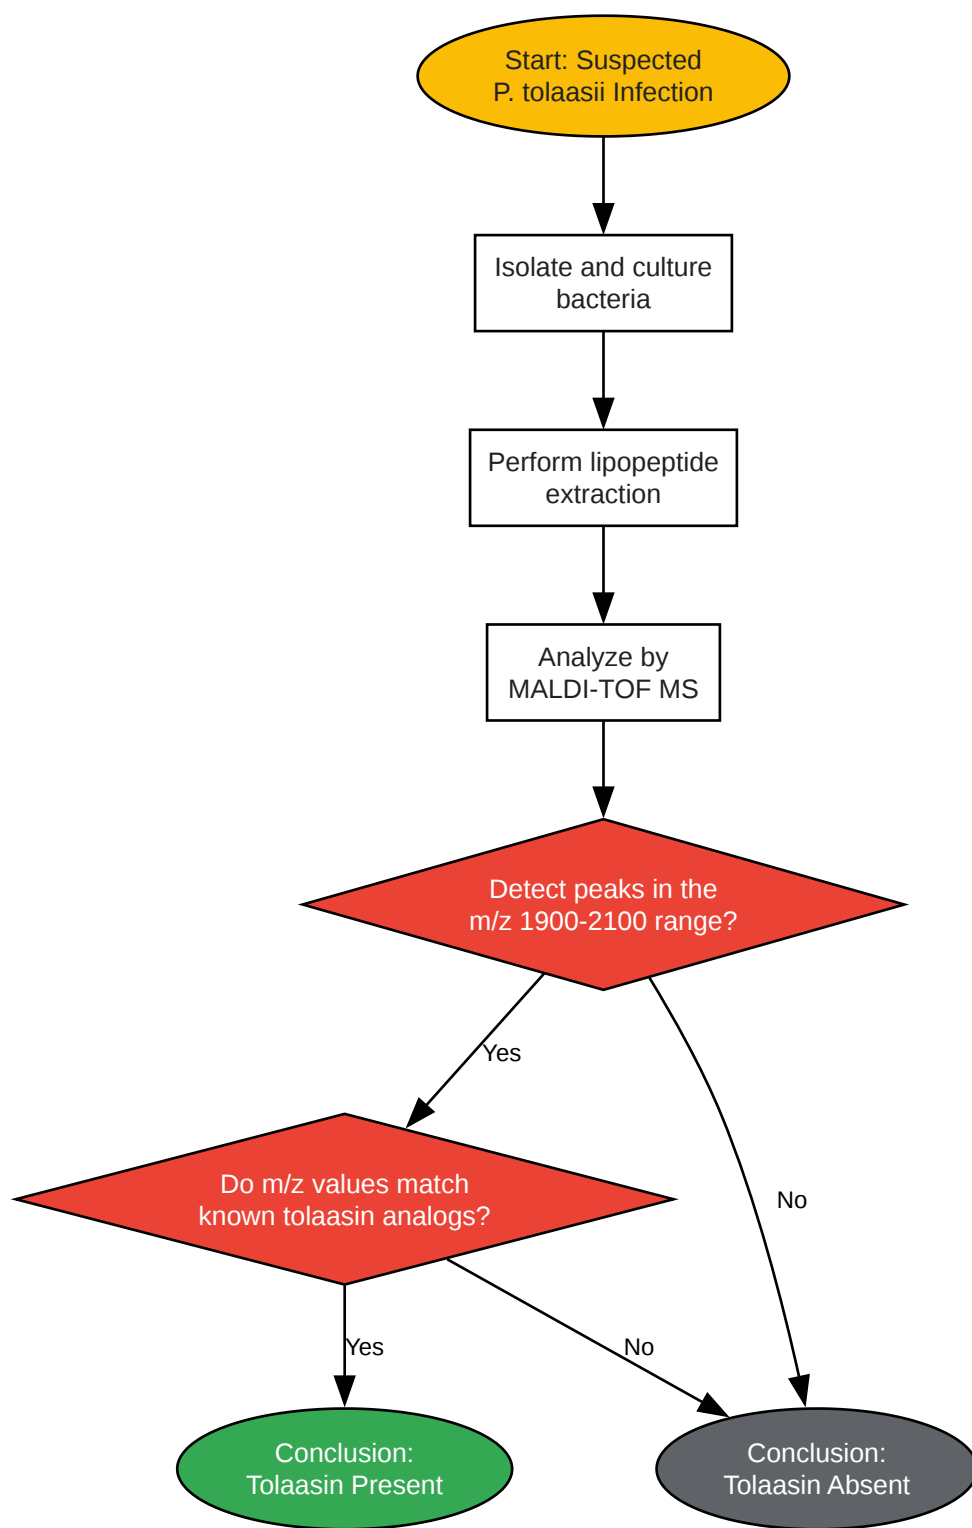 Start: Suspected
P. tolaasii Infection
Isolate and culture
bacteria
Perform lipopeptide
extraction
Analyze by
MALDI-TOF MS
Detect peaks in the
m/z 1900-2100 range?
Yes
No
Do m/z values match
known tolaasin analogs?
Yes
No
Conclusion:
Tolaasin Present
Conclusion:
Tolaasin Absent